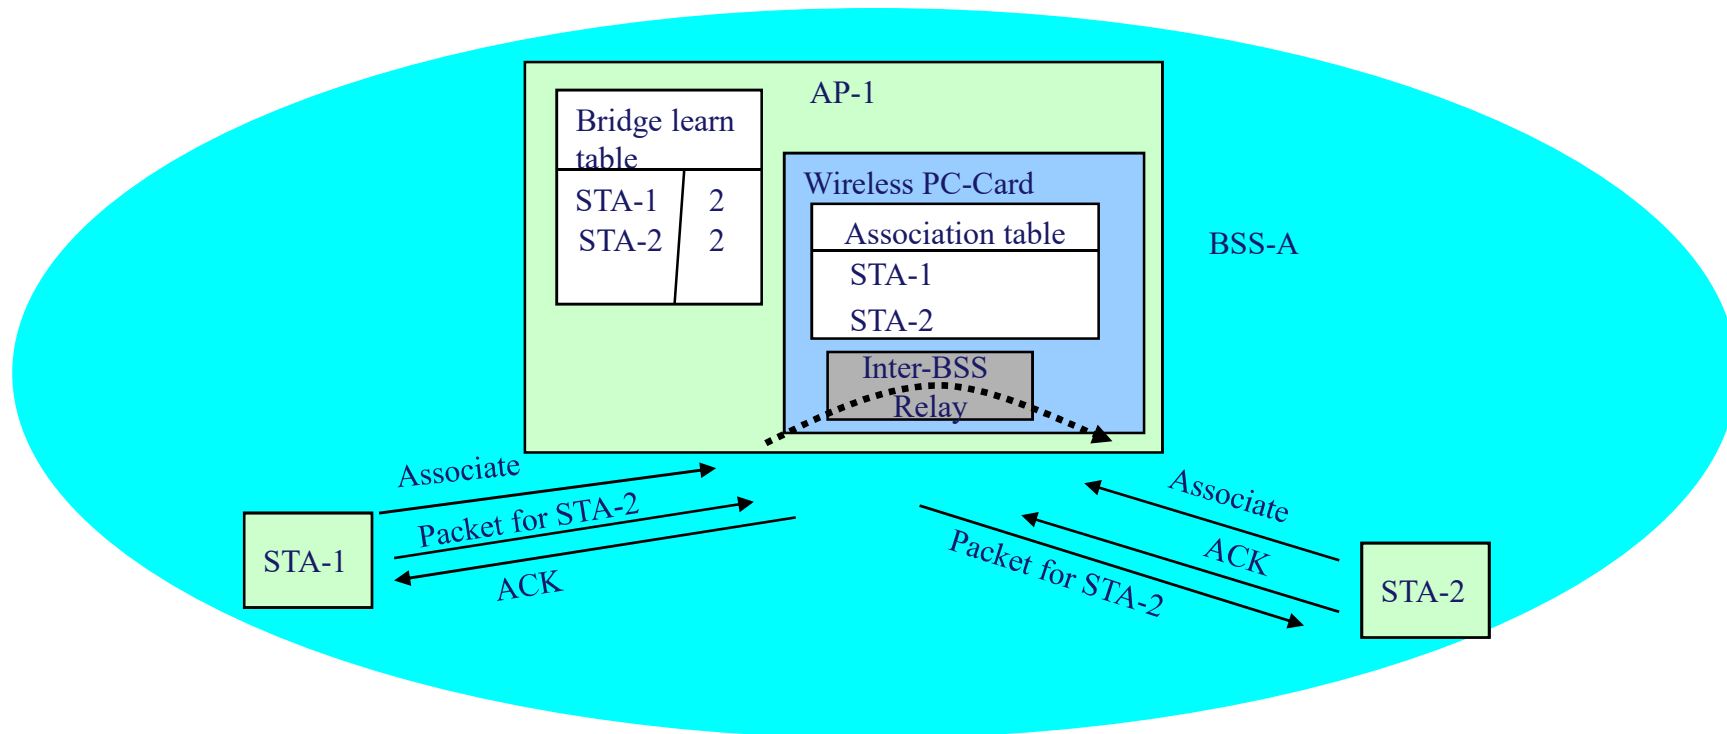 AP-1
Bridge learn
table
STA-1 2
STA-2 2
Wireless PC-Card
Association table
STA-1
STA-2
Inter-BSS
Relay
BSS-A
Associate
Packet for STA-2
ACK
STA-1
Associate
ACK
Packet for STA-2
STA-2